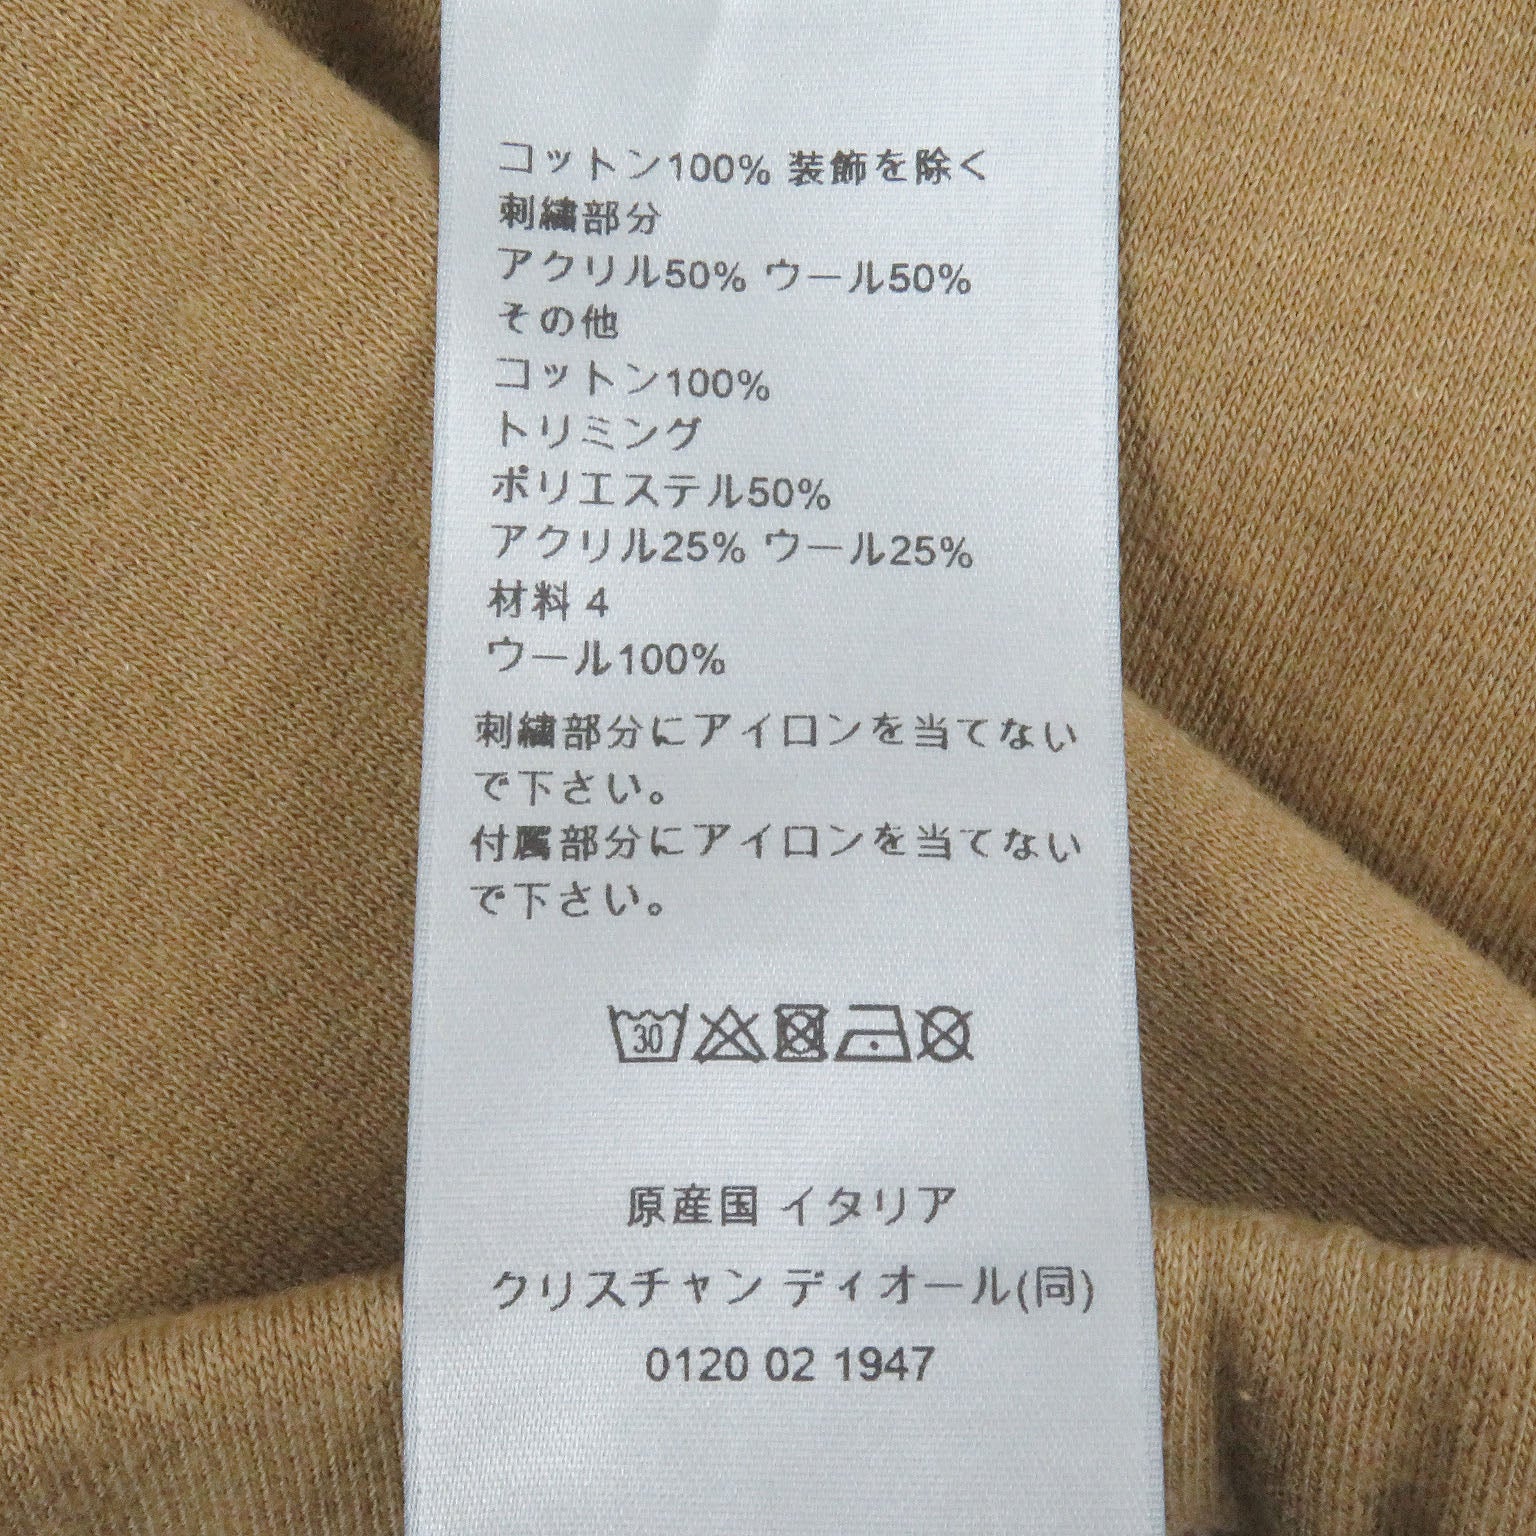 コットン100% 装飾を除く
刺繍部分
アクリル50% ウール50%
その他
コットン100%
トリミング
ポリエステル50%
アクリル25% ウール25%
材料 4
ウール100%
刺繍部分にアイロンを当てない
で下さい。
付属部分にアイロンを当てない
で下さい。
30
原産国 イタリア
クリスチャン ディオール(同)
0120 02 1947